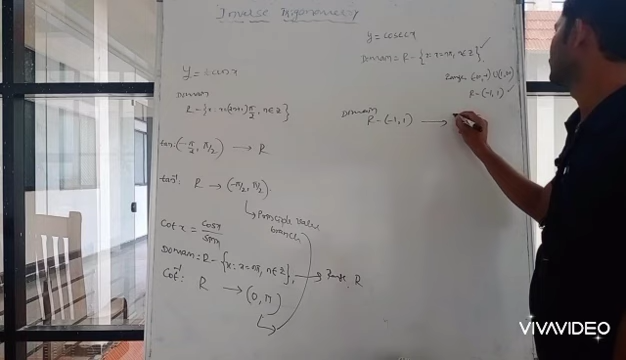 Inverse Trigonometry
y = tan x
Domain
R - {x : x = (2n+1) π/2, n ∈ Z}
tan: (-π/2, π/2) → R
tan⁻¹: R → (-π/2, π/2).
Principle value
branch
Cot x = Cos x / Sin x
Domain = R - {x : x = nπ, n ∈ Z}, → Range R
Cot⁻¹: R → (0, π)
y = cosec x
Domain = R - {x : x = nπ, n ∈ Z} ✓
Range (-∞, -1) ∪ (1, ∞)
R - (-1, 1) ✓
Domain
R - (-1, 1) →
VIVAVIDEO